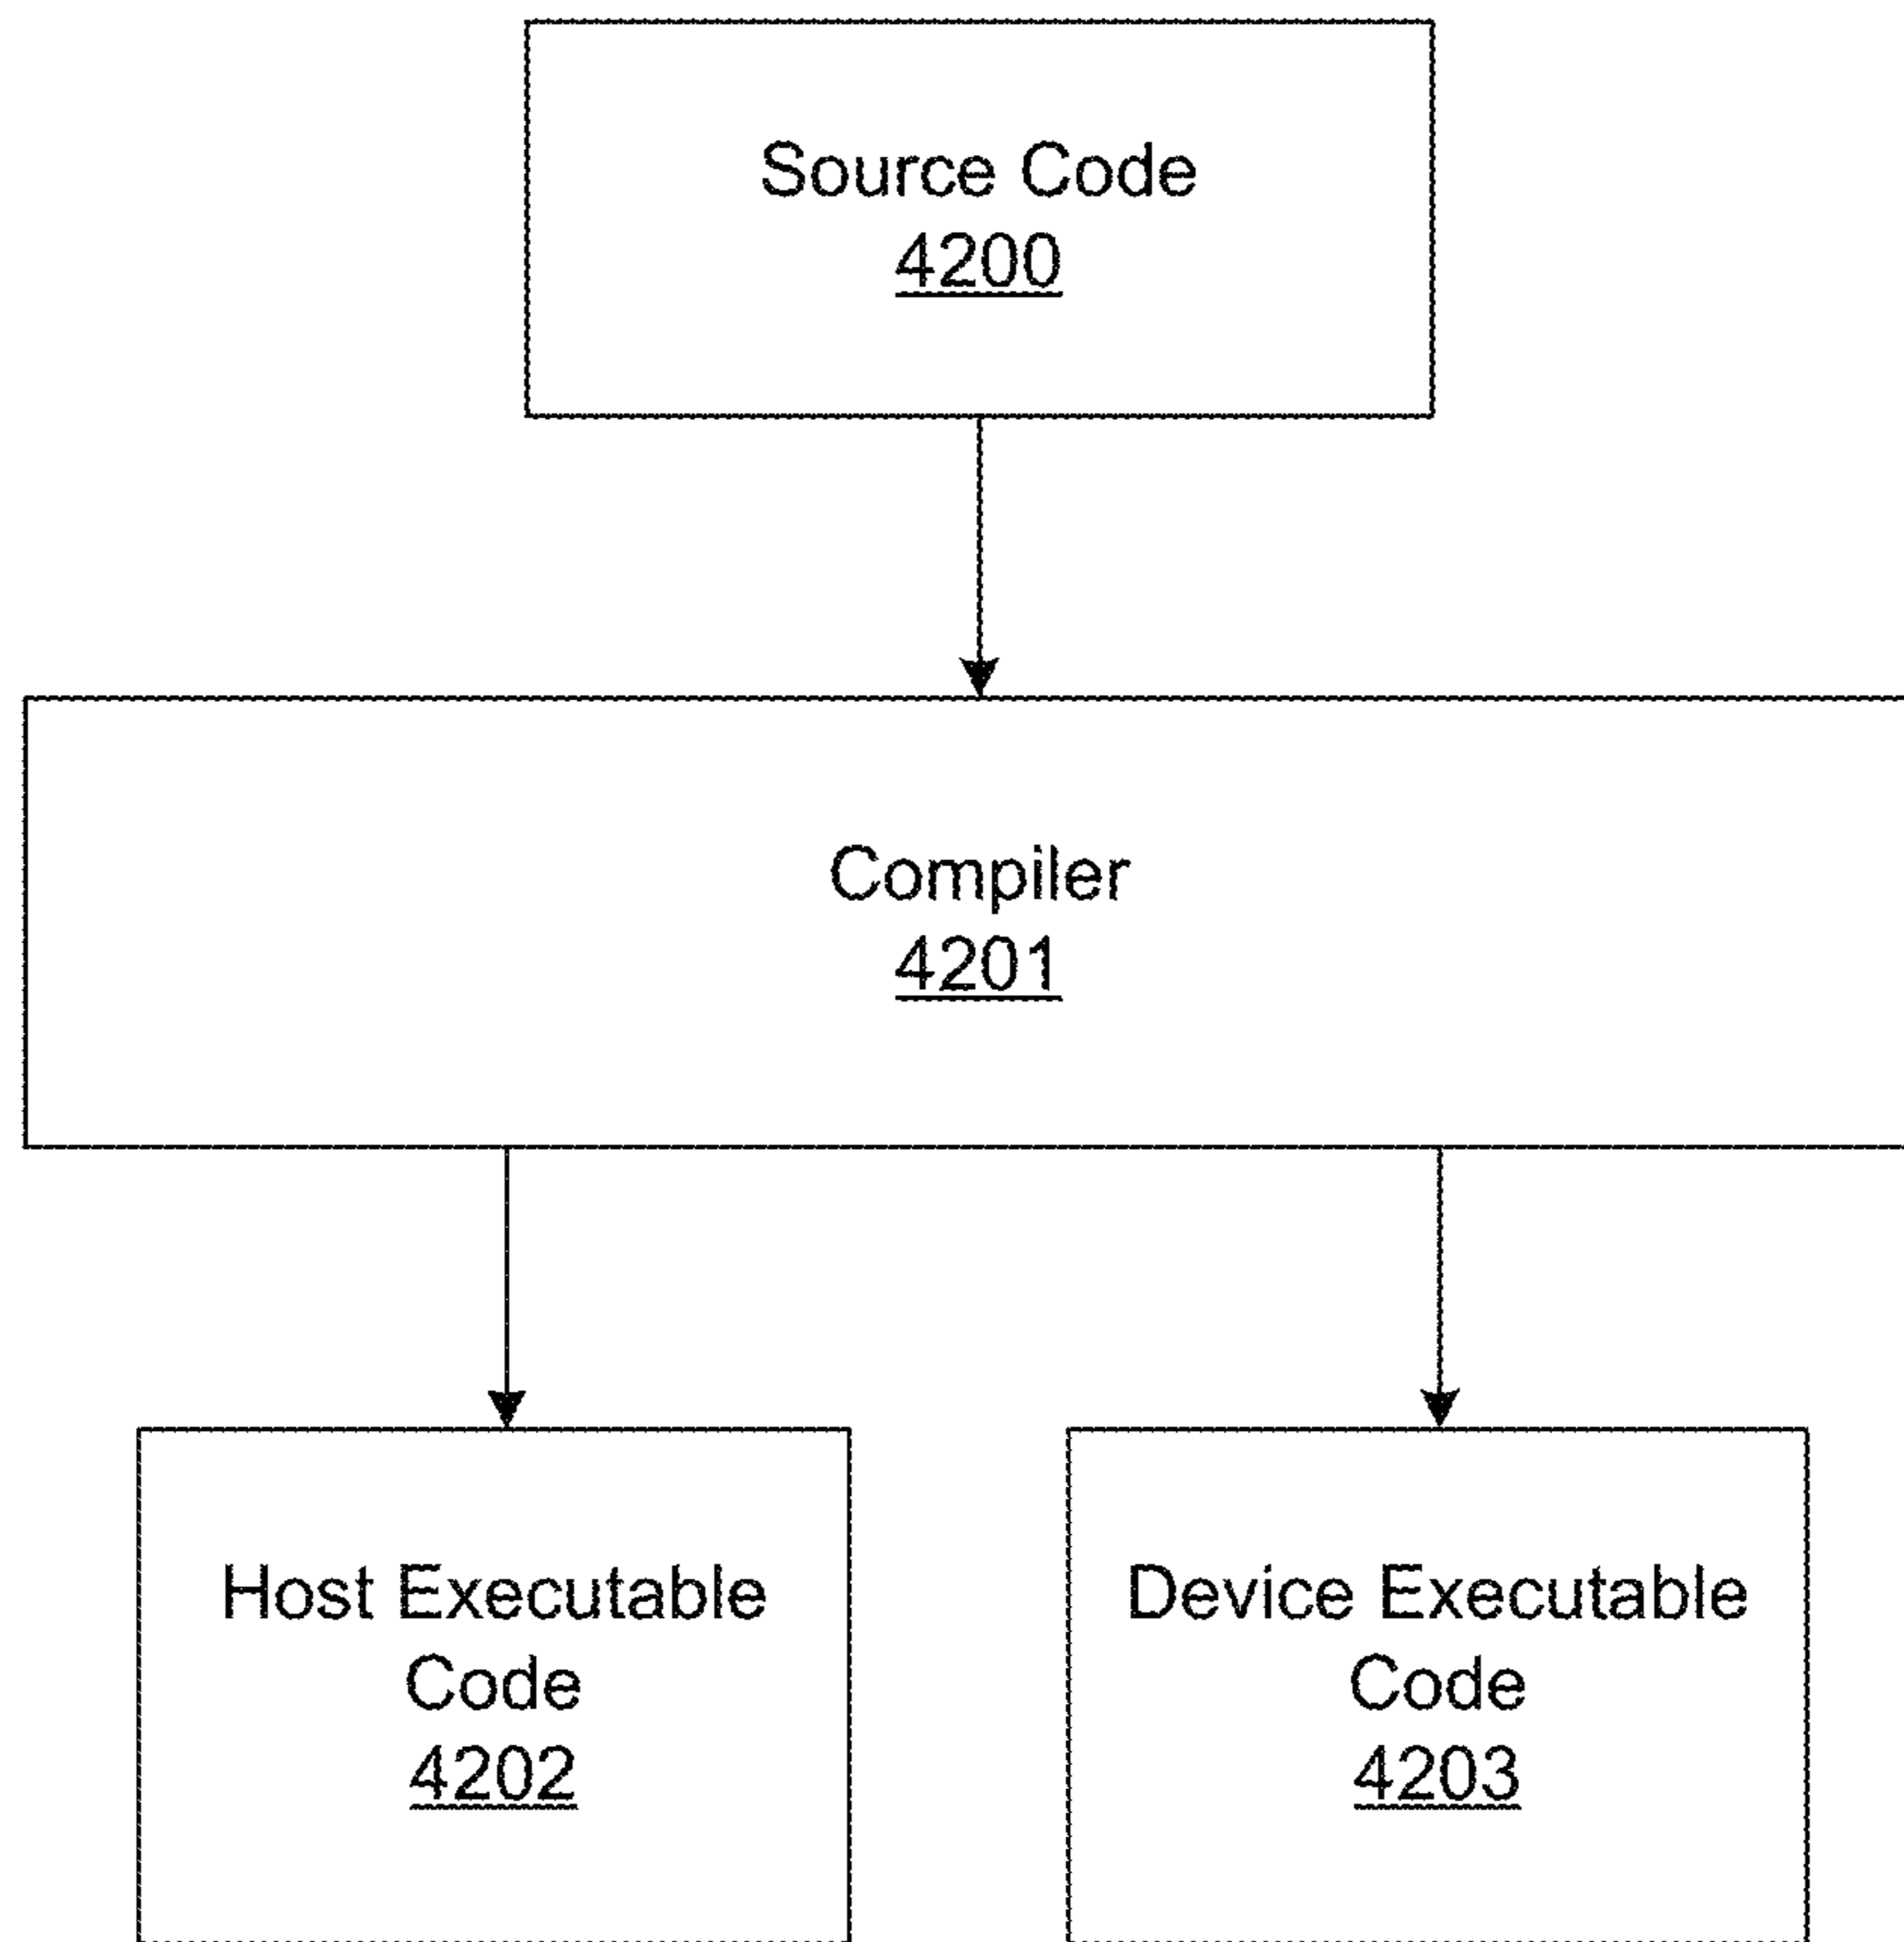 Source Code
4200
Compiler
4201
Host Executable
Code
4202
Device Executable
Code
4203